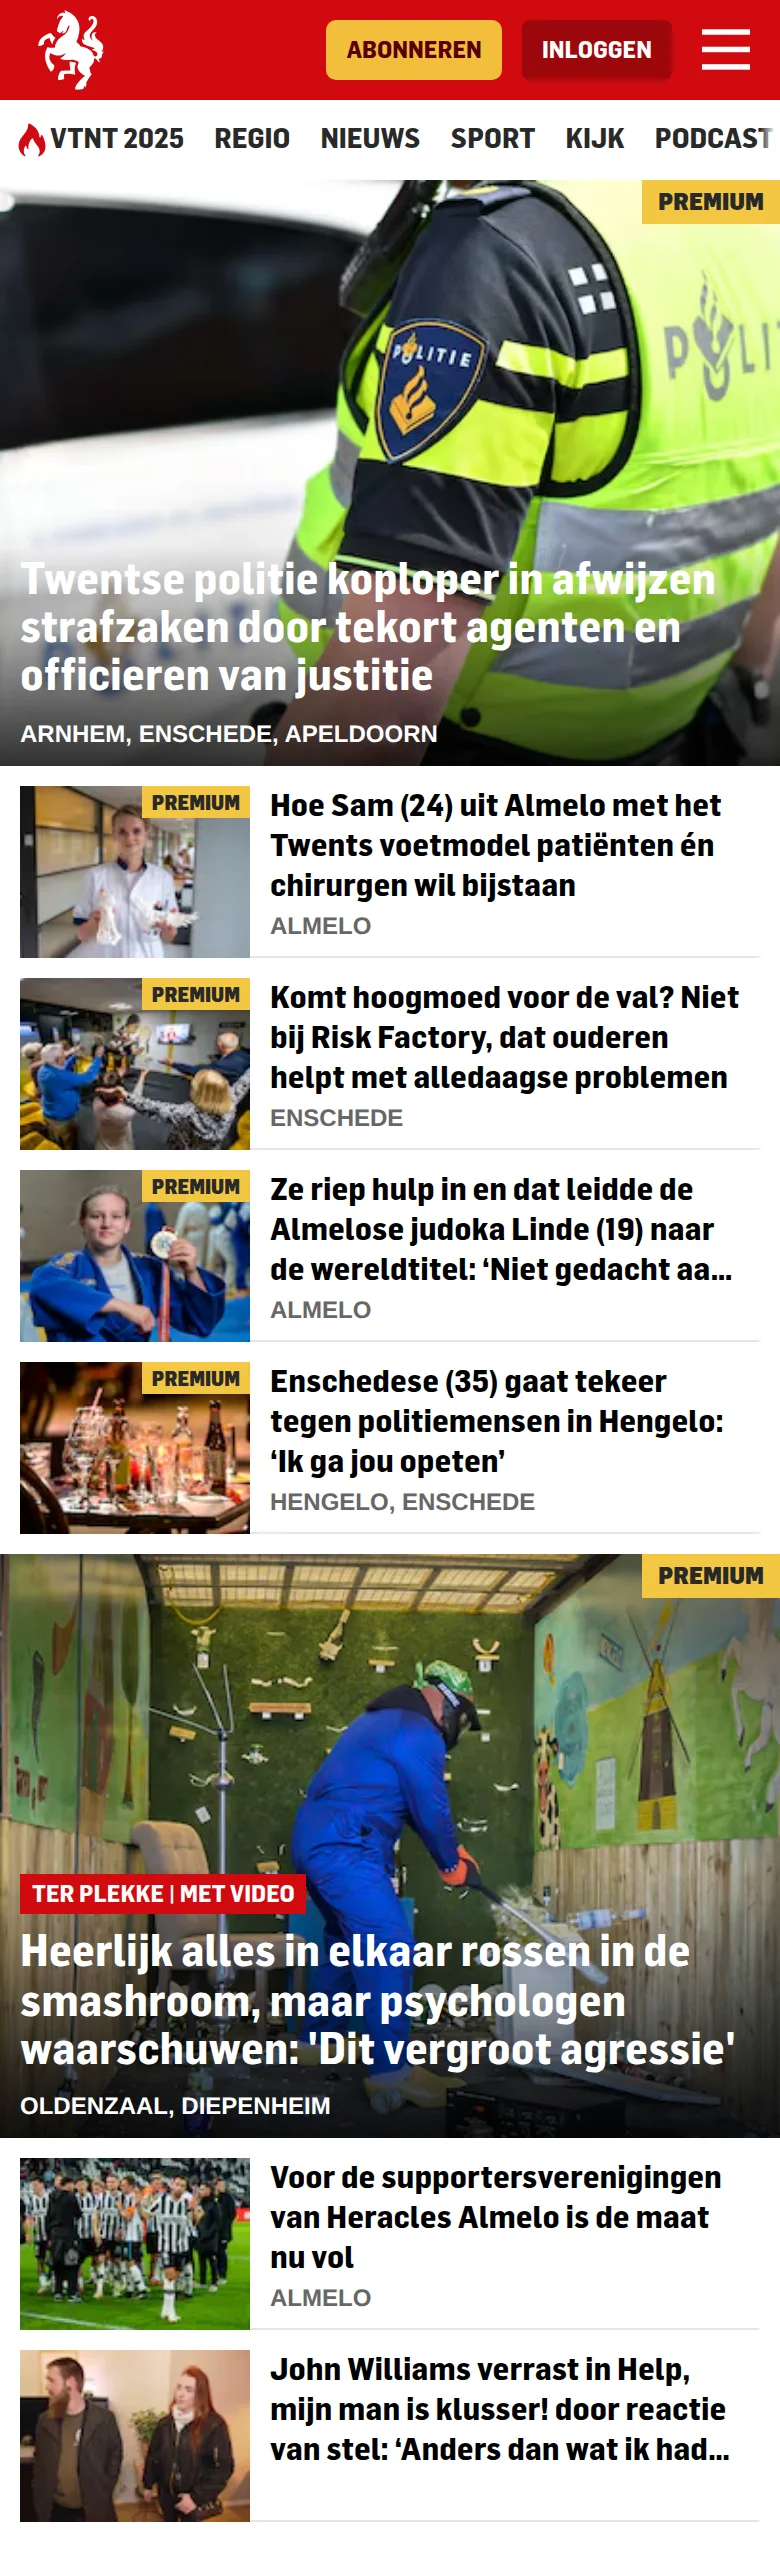 ABONNEREN
INLOGGEN
VTNT 2025 REGIO NIEUWS SPORT KIJK PODCAST
PREMIUM
POLITIE
POLIT
Twentse politie koploper in afwijzen
strafzaken door tekort agenten en
officieren van justitie
ARNHEM, ENSCHEDE, APELDOORN
PREMIUM
Hoe Sam (24) uit Almelo met het
Twents voetmodel patiënten én
chirurgen wil bijstaan
ALMELO
PREMIUM
Komt hoogmoed voor de val? Niet
bij Risk Factory, dat ouderen
helpt met alledaagse problemen
ENSCHEDE
PREMIUM
Ze riep hulp in en dat leidde de
Almelose judoka Linde (19) naar
de wereldtitel: ‘Niet gedacht aa...
ALMELO
PREMIUM
Enschedese (35) gaat tekeer
tegen politiemensen in Hengelo:
‘Ik ga jou opeten’
HENGELO, ENSCHEDE
PREMIUM
TER PLEKKE | MET VIDEO
Heerlijk alles in elkaar rossen in de
smashroom, maar psychologen
waarschuwen: 'Dit vergroot agressie'
OLDENZAAL, DIEPENHEIM
Voor de supportersverenigingen
van Heracles Almelo is de maat
nu vol
ALMELO
John Williams verrast in Help,
mijn man is klusser! door reactie
van stel: ‘Anders dan wat ik had...